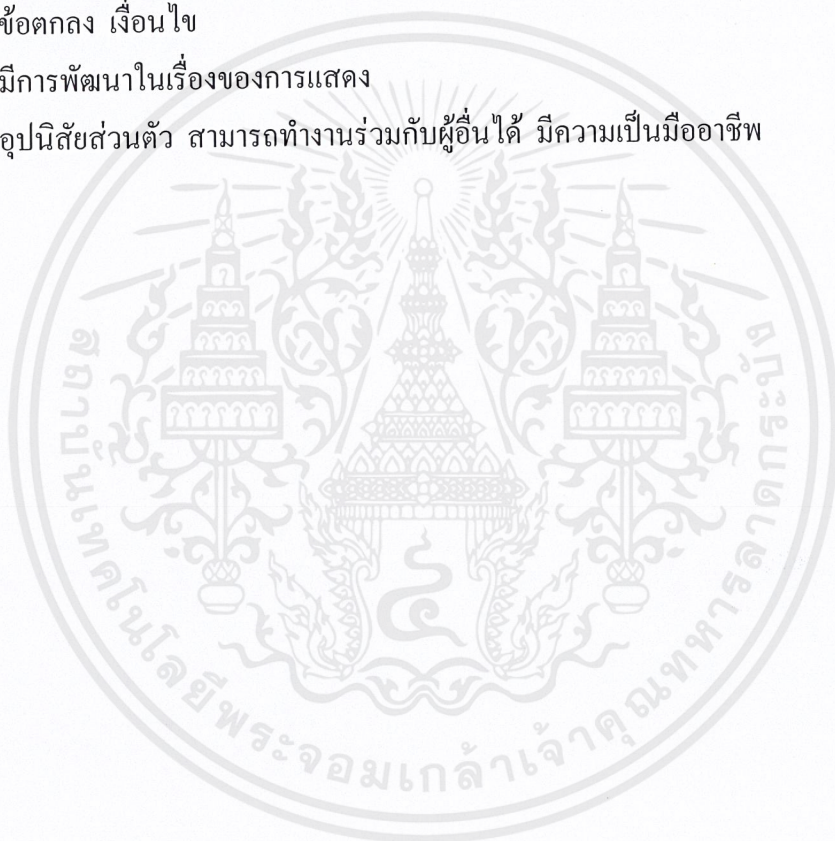 ข้อตกลง เงื่อนไข
มีการพัฒนาในเรื่องของการแสดง
อุปนิสัยส่วนตัว สามารถทำงานร่วมกับผู้อื่นได้ มีความเป็นมืออาชีพ
สถาบันเทคโนโลยีพระจอมเกล้าเจ้าคุณทหารลาดกระบัง
๔